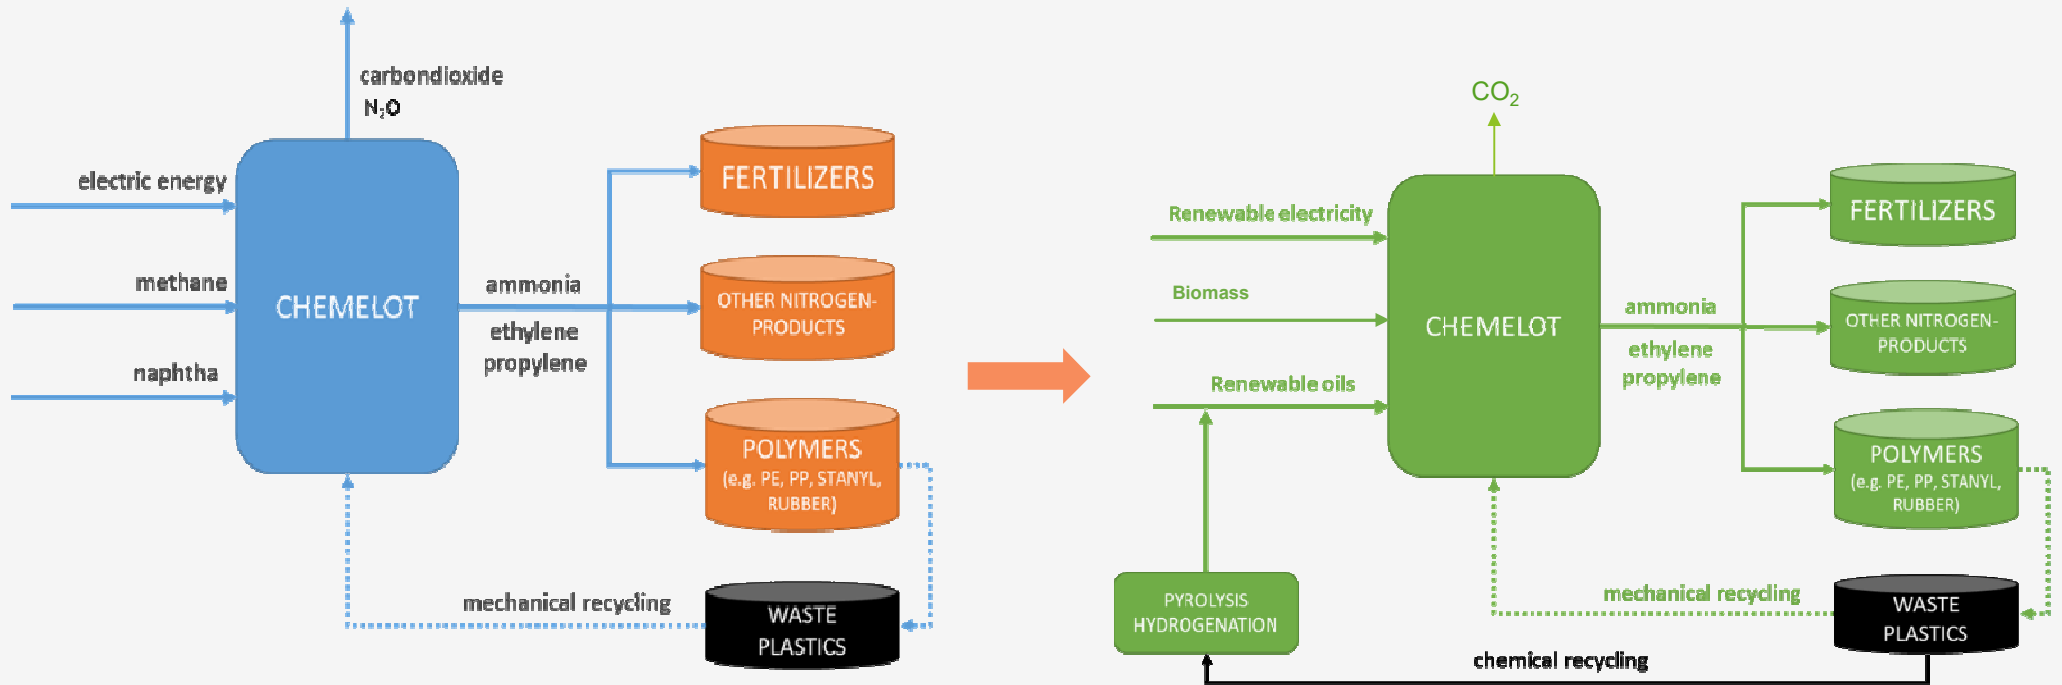 carbondioxide
N₂O
electric energy
methane
naphtha
CHEMELOT
ammonia
ethylene
propylene
FERTILIZERS
OTHER NITROGEN-
PRODUCTS
POLYMERS
(e.g. PE, PP, STANYL,
RUBBER)
mechanical recycling
WASTE
PLASTICS
CO₂
Renewable electricity
Biomass
Renewable oils
CHEMELOT
ammonia
ethylene
propylene
FERTILIZERS
OTHER NITROGEN-
PRODUCTS
POLYMERS
(e.g. PE, PP, STANYL,
RUBBER)
PYROLYSIS
HYDROGENATION
mechanical recycling
WASTE
PLASTICS
chemical recycling